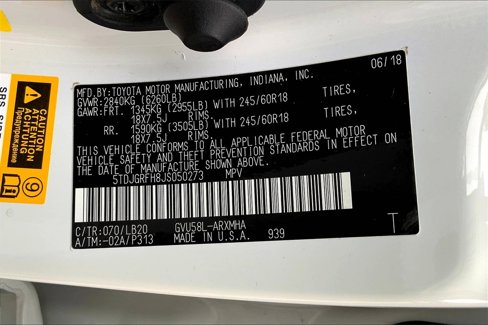 MFD.BY:TOYOTA MOTOR MANUFACTURING, INDIANA, INC. 06/18
GVWR: 2840KG (6260LB)
GAWR:FRT. 1345KG (2955LB) WITH 245/60R18 TIRES,
18X7.5J RIMS
RR. 1590KG (3505LB) WITH 245/60R18 TIRES,
18X7.5J RIMS
THIS VEHICLE CONFORMS TO ALL APPLICABLE FEDERAL MOTOR
VEHICLE SAFETY AND THEFT PREVENTION STANDARDS IN EFFECT ON
THE DATE OF MANUFACTURE SHOWN ABOVE.
5TDJGRFH8JS050273 MPV
C/TR:070/LB20 GVU58L-ARXMHA T
A/TM:-02A/P313 MADE IN U.S.A. 939
CAUTION
ATTENTION
Предупреждение
9